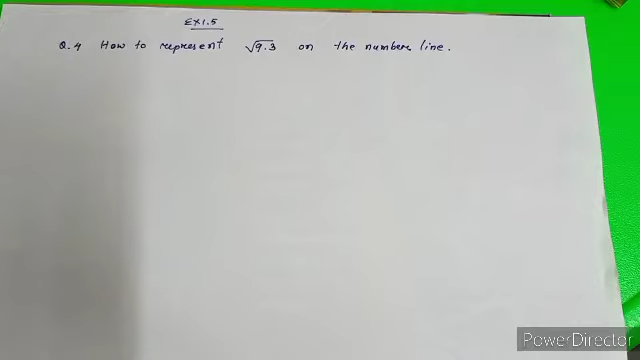 EX1.5
Q.4 How to represent √9.3 on the number line.
PowerDirector